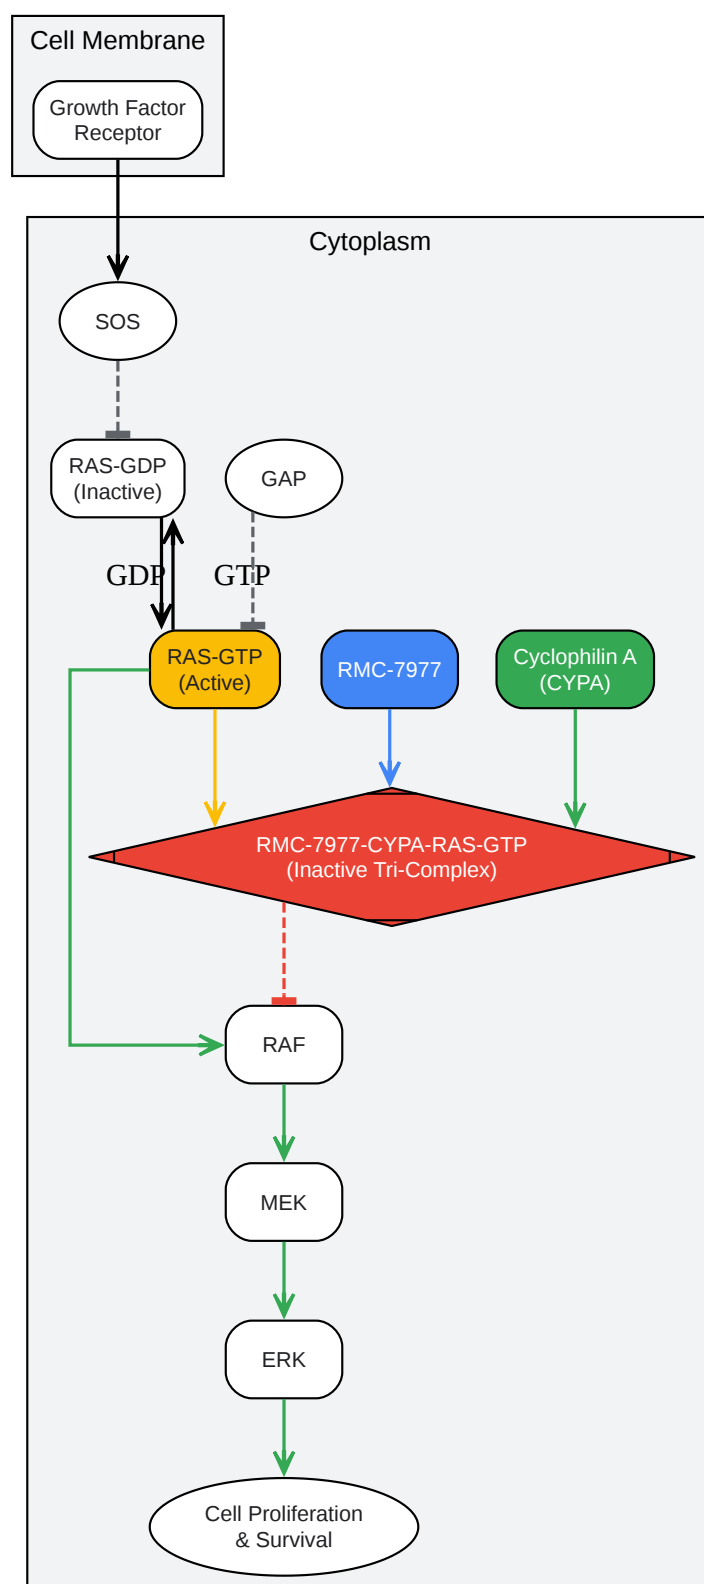 Cell Membrane
Growth Factor
Receptor
Cytoplasm
SOS
RAS-GDP
(Inactive)
GAP
GDP
GTP
RAS-GTP
(Active)
RMC-7977
Cyclophilin A
(CYPA)
RMC-7977-CYPA-RAS-GTP
(Inactive Tri-Complex)
RAF
MEK
ERK
Cell Proliferation
& Survival